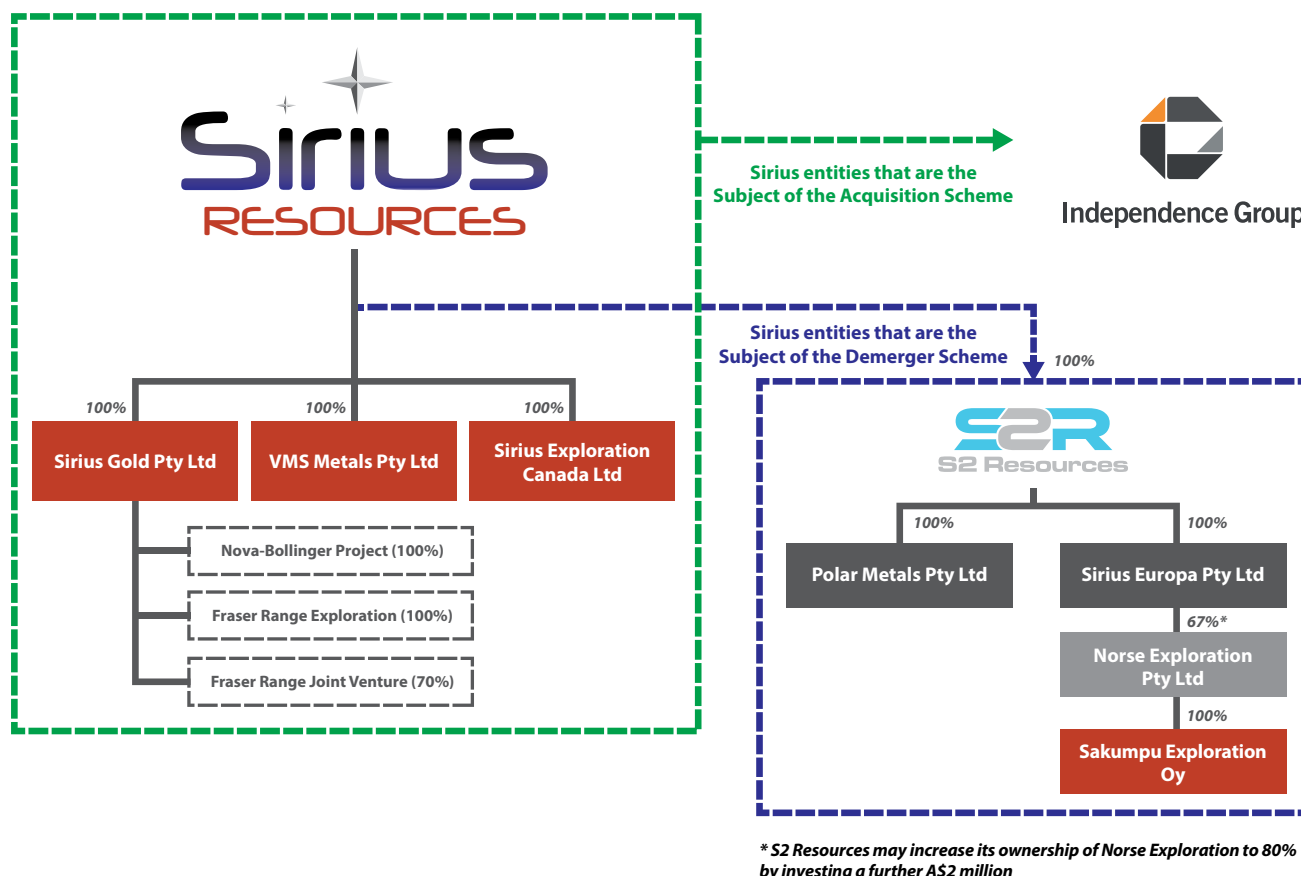 Sirius
RESOURCES
Sirius entities that are the
Subject of the Acquisition Scheme
Independence Group
Sirius entities that are the
Subject of the Demerger Scheme
100%
100%
100%
100%
Sirius Gold Pty Ltd
VMS Metals Pty Ltd
Sirius Exploration
Canada Ltd
Nova-Bollinger Project (100%)
Fraser Range Exploration (100%)
Fraser Range Joint Venture (70%)
S2R
S2 Resources
100%
100%
Polar Metals Pty Ltd
Sirius Europa Pty Ltd
67%*
Norse Exploration
Pty Ltd
100%
Sakumpu Exploration
Oy
* S2 Resources may increase its ownership of Norse Exploration to 80%
by investing a further A$2 million